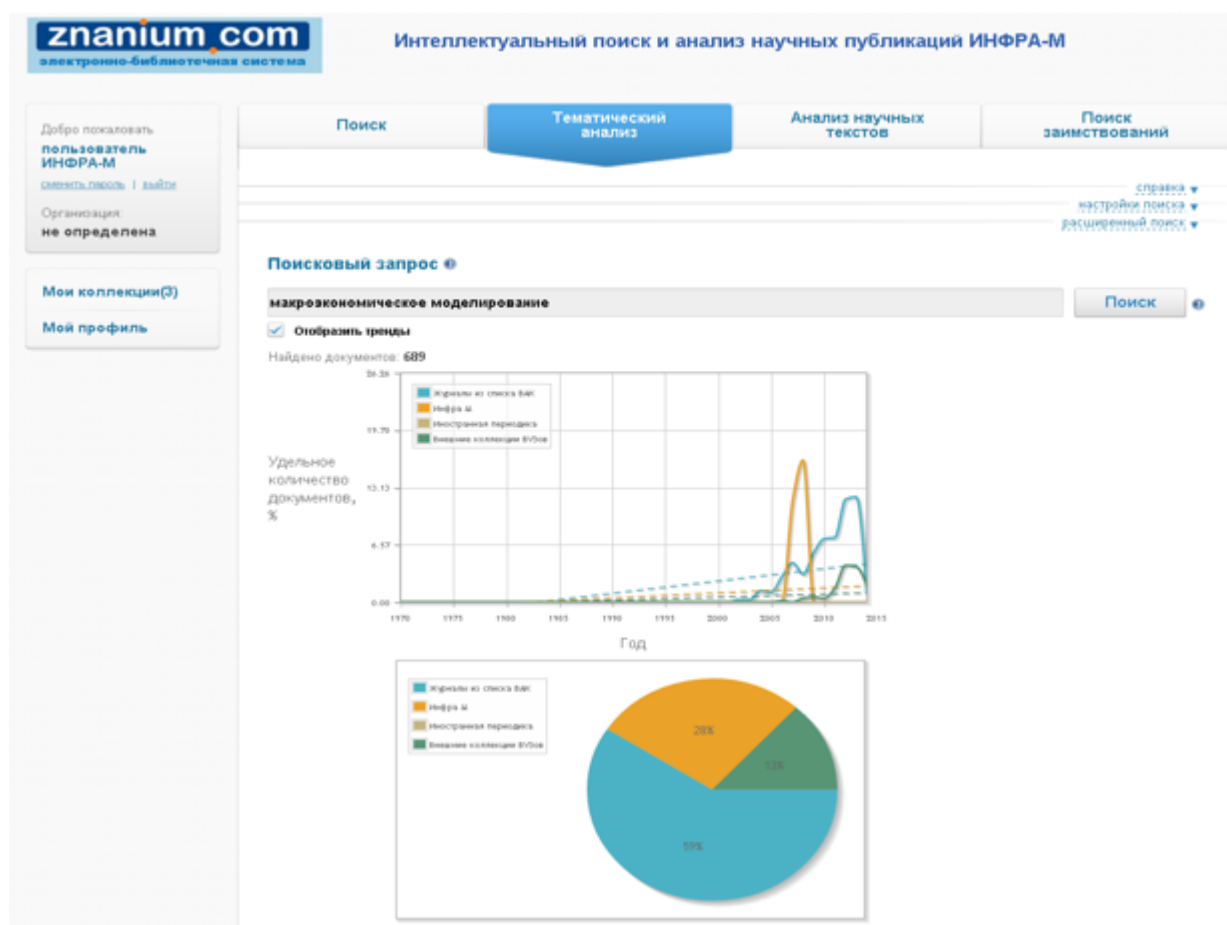 znanium.com
электронно-библиотечная система
Интеллектуальный поиск и анализ научных публикаций ИНФРА-М
Добро пожаловать
пользователь
ИНФРА-М
сменить пароль | выйти
Организация:
не определена
Мои коллекции(3)
Мой профиль
Поиск
Тематический
анализ
Анализ научных
текстов
Поиск
заимствований
справка
настройки поиска
расширенный поиск
Поисковый запрос
макроэкономическое моделирование
Поиск
Отобразить тренды
Найдено документов: 689
Удельное
количество
документов,
%
26.26
19.70
13.13
6.57
0.00
Журналы из списка ВАК
Инфра М
Иностранная периодика
Внешние коллекции ВУЗов
1970 1975 1980 1985 1990 1995 2000 2005 2010 2015
Год
Журналы из списка ВАК
Инфра М
Иностранная периодика
Внешние коллекции ВУЗов
28%
13%
59%